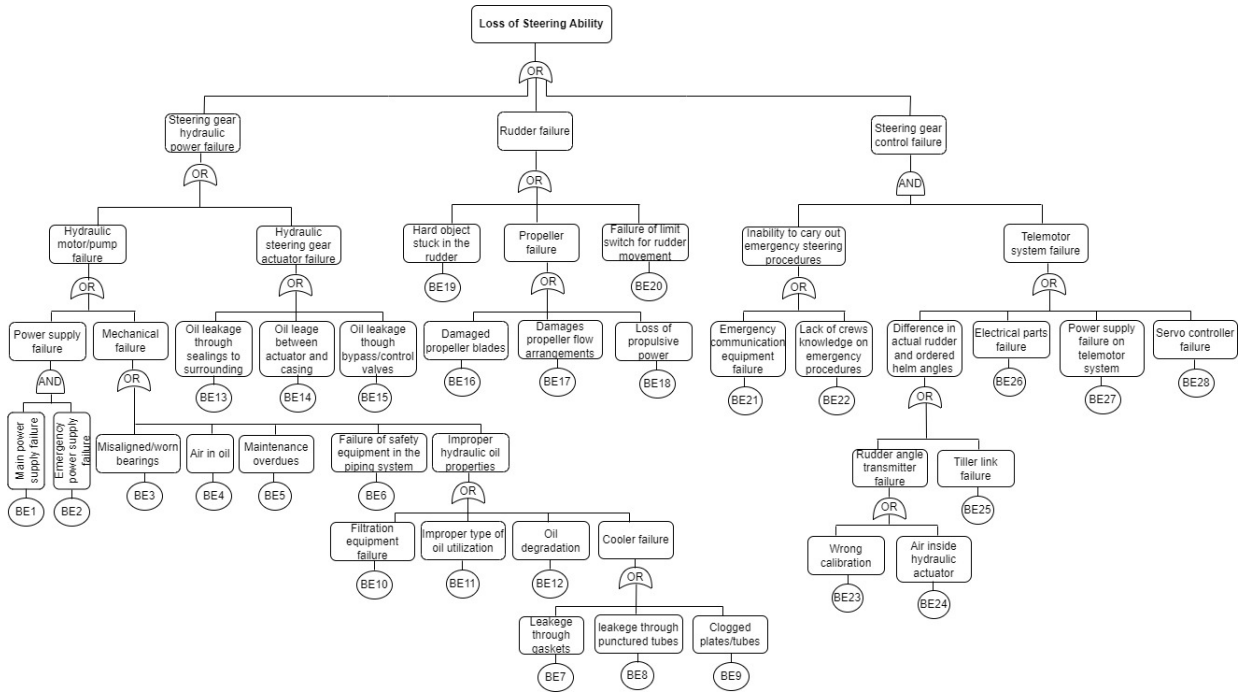 Loss of Steering Ability
OR
Steering gear
hydraulic
power failure
Rudder failure
Steering gear
control failure
OR
OR
AND
Hydraulic
motor/pump
failure
Hydraulic
steering gear
actuator failure
Hard object
stuck in the
rudder
Propeller
failure
Failure of limit
switch for rudder
movement
Inability to cary out
emergency steering
procedures
Telemotor
system failure
OR
OR
BE19
OR
BE20
OR
OR
Power supply
failure
Mechanical
failure
Oil leakage
through
sealings to
surrounding
Oil leage
between
actuator and
casing
Oil leakage
though
bypass/control
valves
Damaged
propeller blades
Damages
propeller flow
arrangements
Loss of
propulsive
power
Emergency
communication
equipment
failure
Lack of crews
knowledge on
emergency
procedures
Difference in
actual rudder
and ordered
helm angles
Electrical parts
failure
Power supply
failure on
telemotor
system
Servo controller
failure
AND
OR
BE13
BE14
BE15
BE16
BE17
BE18
BE21
BE22
OR
BE26
BE27
BE28
Main power
supply failure
Emergency
power supply
failure
Misaligned/worn
bearings
Air in oil
Maintenance
overdues
Failure of safety
equipment in the
piping system
Improper
hydraulic oil
properties
Rudder angle
transmitter
failure
Tiller link
failure
BE1
BE2
BE3
BE4
BE5
BE6
OR
OR
BE25
Filtration
equipment
failure
Improper type of
oil utilization
Oil
degradation
Cooler failure
Wrong
calibration
Air inside
hydraulic
actuator
BE10
BE11
BE12
OR
BE23
BE24
Leakege
through
gaskets
leakege through
punctured tubes
Clogged
plates/tubes
BE7
BE8
BE9